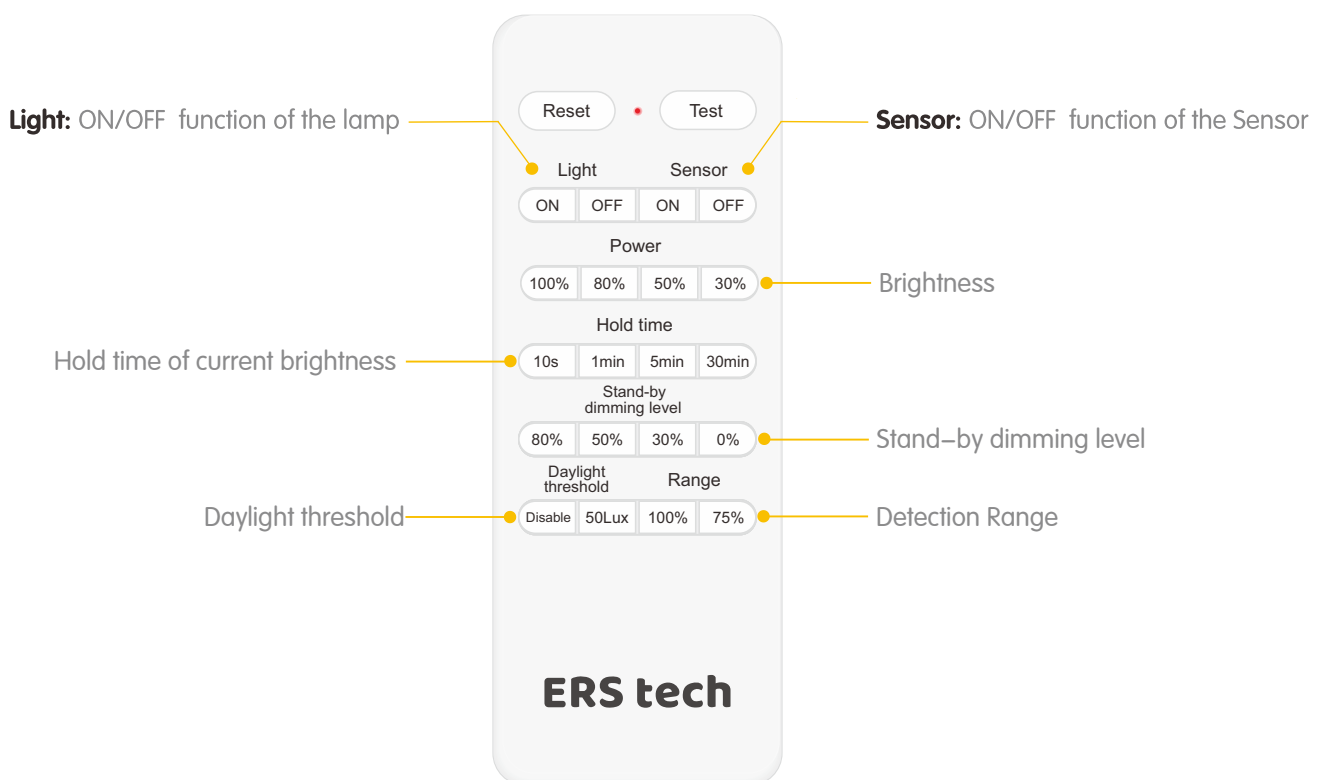 Reset Test
Light: ON/OFF function of the lamp
Sensor: ON/OFF function of the Sensor
Light Sensor
ON OFF ON OFF
Power
100% 80% 50% 30%
Brightness
Hold time
Hold time of current brightness
10s 1min 5min 30min
Stand-by
dimming level
80% 50% 30% 0%
Stand–by dimming level
Daylight
threshold
Range
Daylight threshold
Disable 50Lux 100% 75%
Detection Range
ERS tech